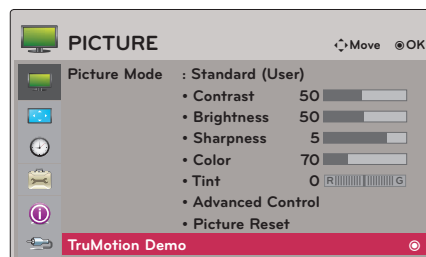 PICTURE Move OK
Picture Mode : Standard (User)
• Contrast 50
• Brightness 50
• Sharpness 5
• Color 70
• Tint 0 R G
• Advanced Control
• Picture Reset
TruMotion Demo